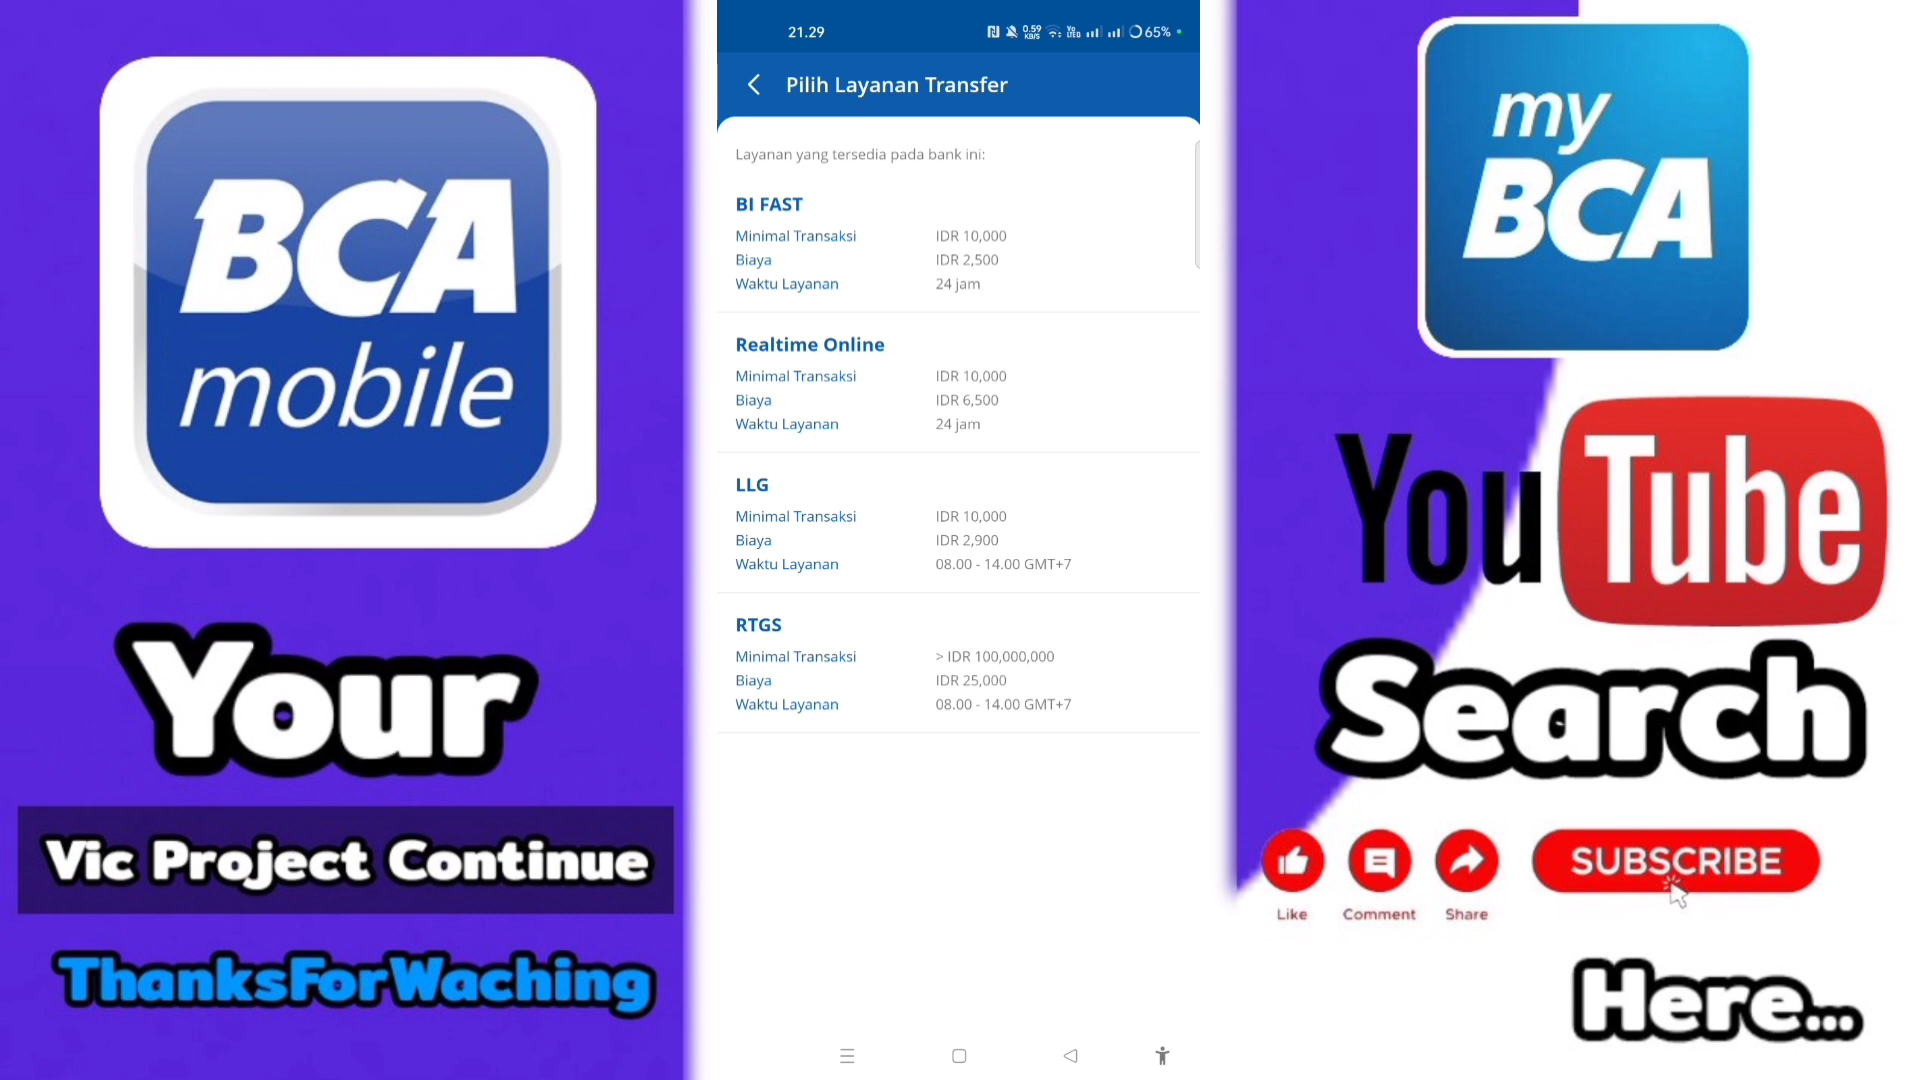 BCA
mobile
Your
Vic Project Continue
ThanksForWaching
21.29
0.59
KB/S
65%
Pilih Layanan Transfer
Layanan yang tersedia pada bank ini:
BI FAST
Minimal Transaksi IDR 10,000
Biaya IDR 2,500
Waktu Layanan 24 jam
Realtime Online
Minimal Transaksi IDR 10,000
Biaya IDR 6,500
Waktu Layanan 24 jam
LLG
Minimal Transaksi IDR 10,000
Biaya IDR 2,900
Waktu Layanan 08.00 - 14.00 GMT+7
RTGS
Minimal Transaksi > IDR 100,000,000
Biaya IDR 25,000
Waktu Layanan 08.00 - 14.00 GMT+7
my
BCA
YouTube
Search
SUBSCRIBE
Like Comment Share
Here...